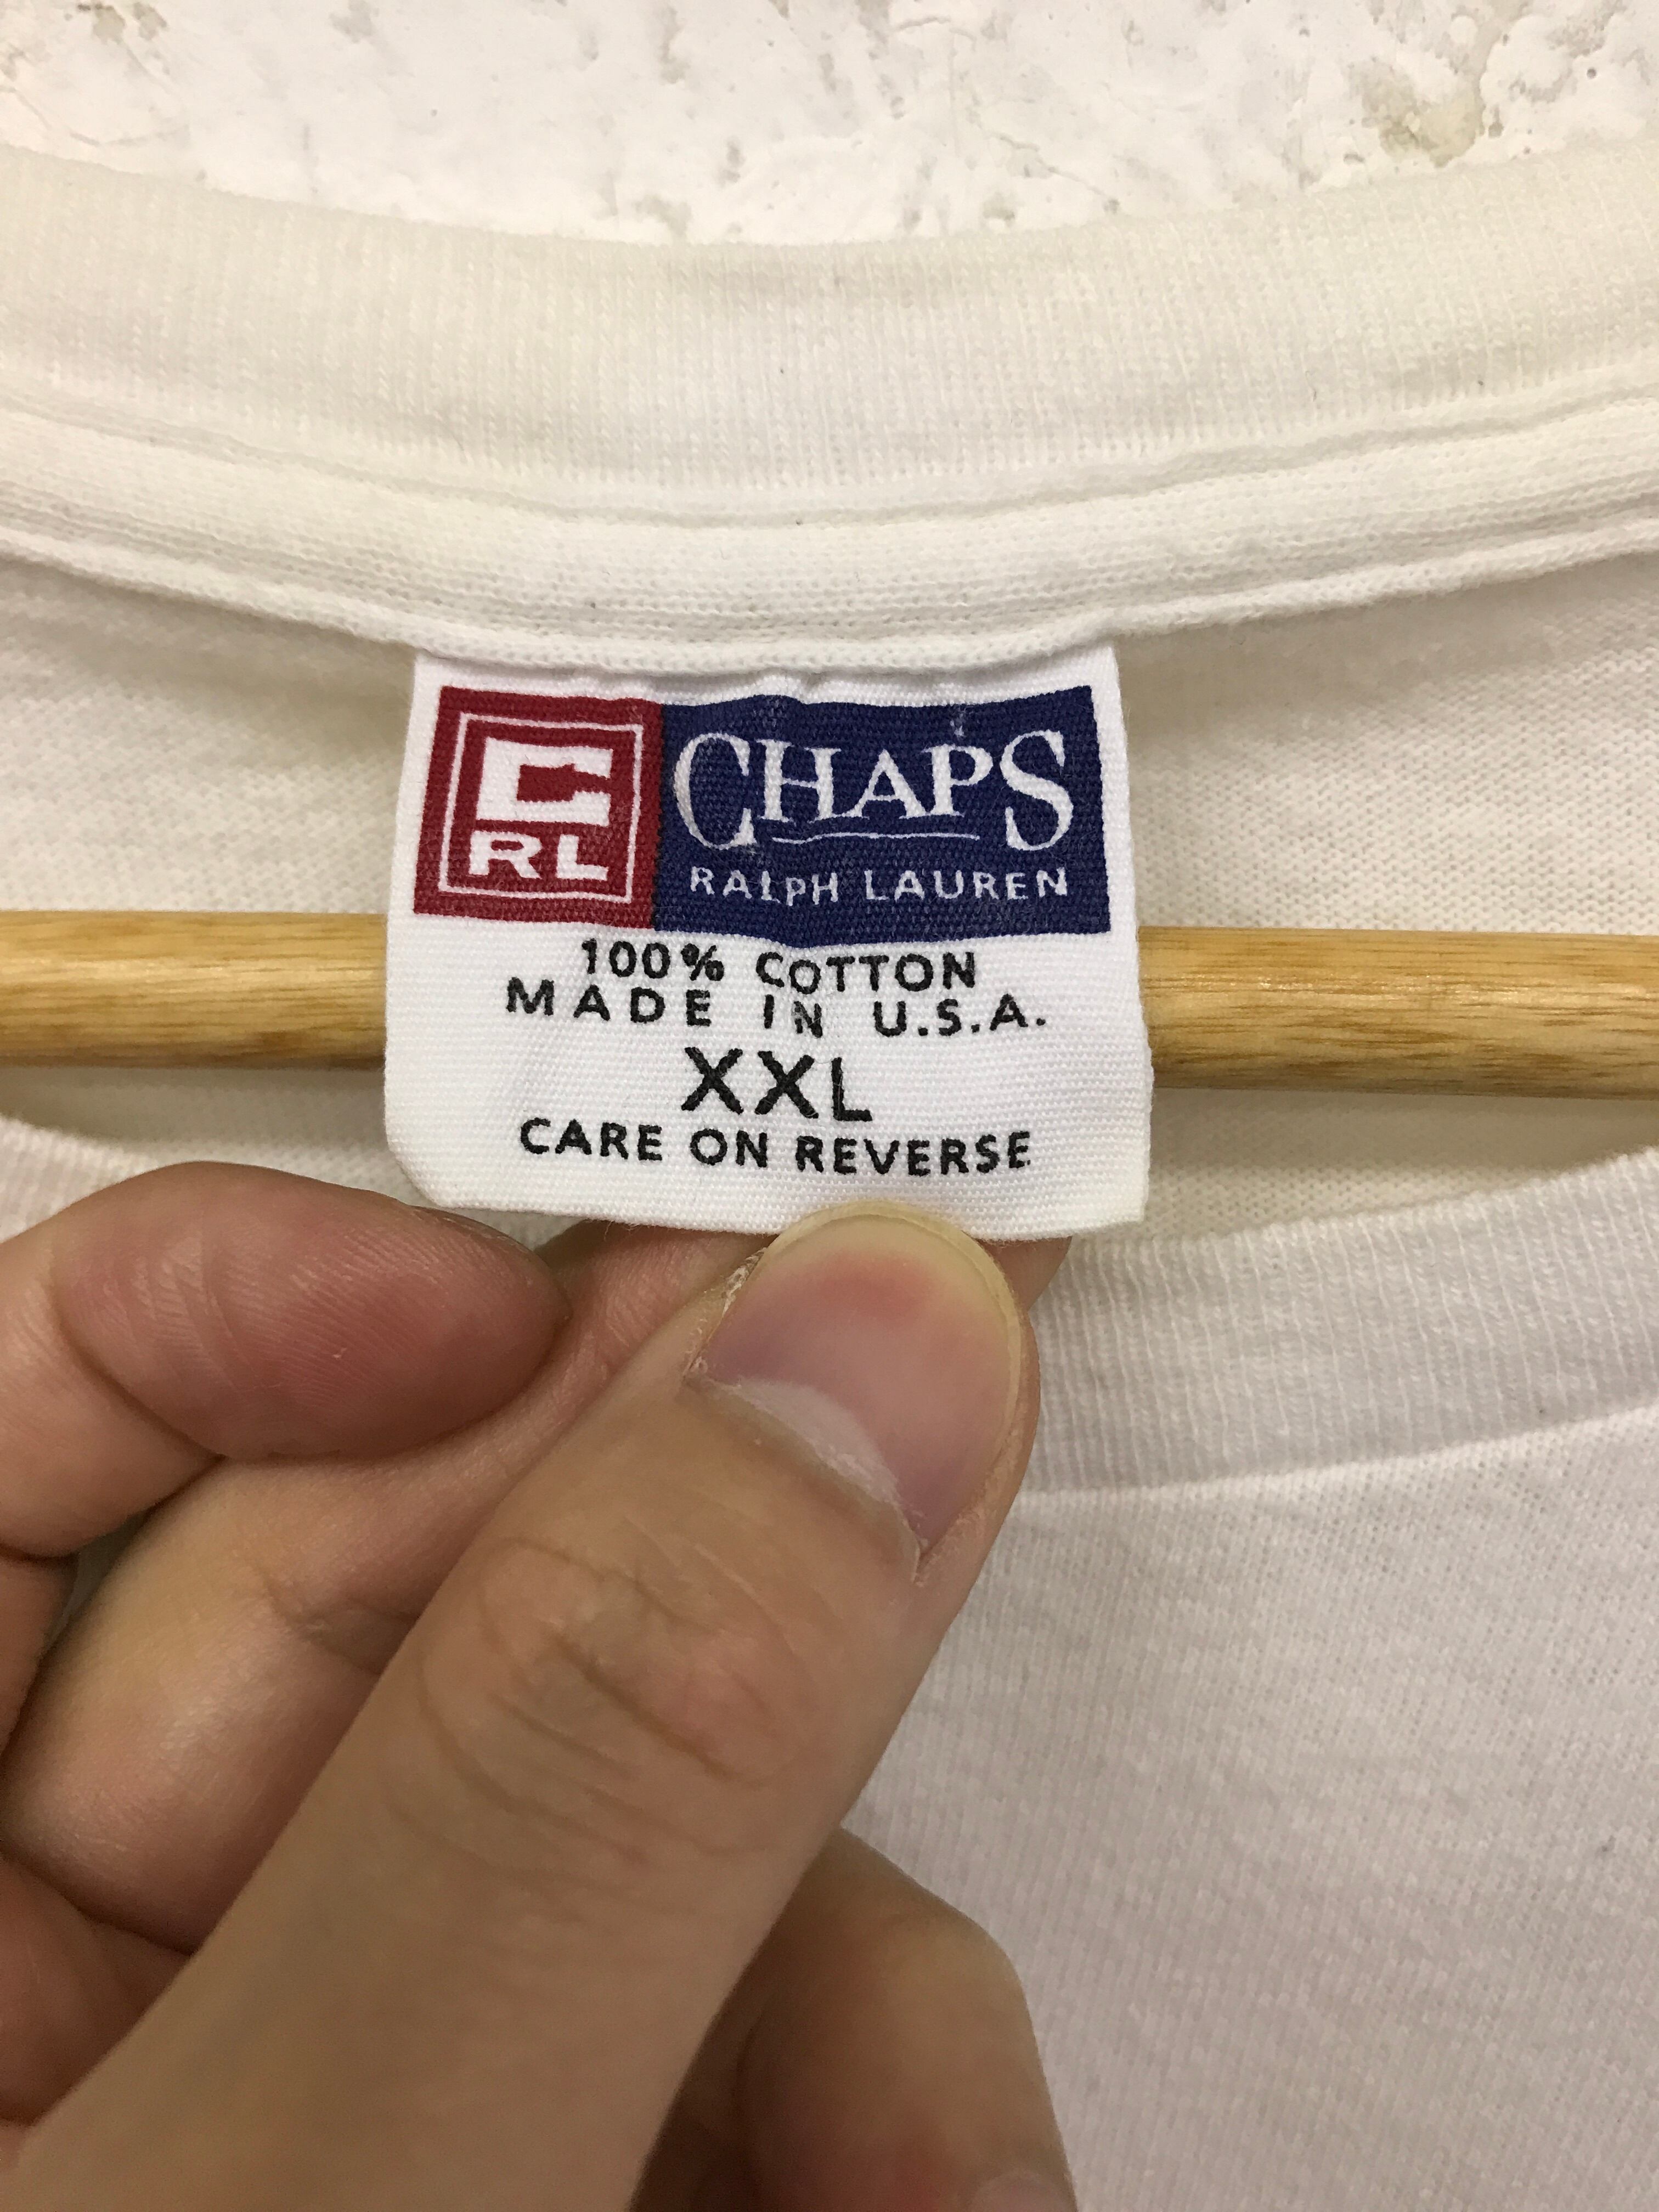 C
RL
CHAPS
RALPH LAUREN
100% COTTON
MADE IN U.S.A.
XXL
CARE ON REVERSE